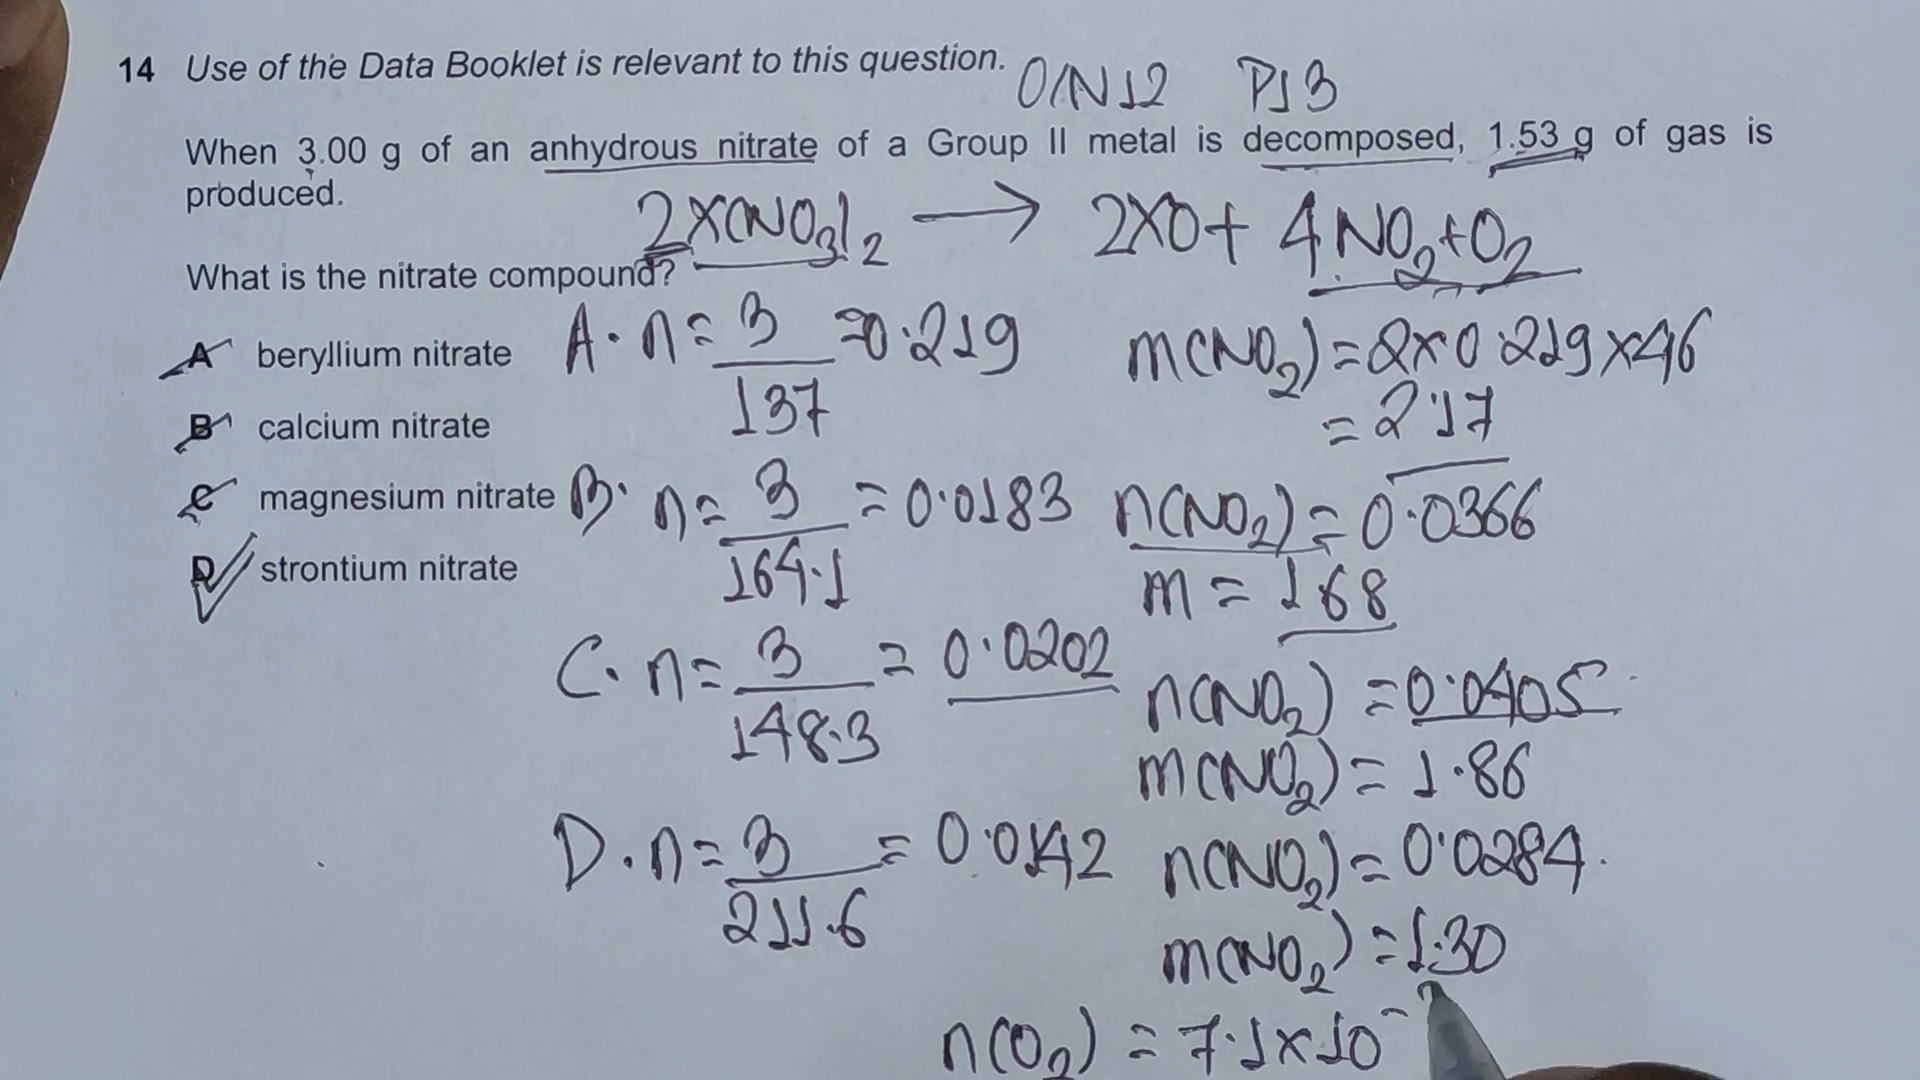 14 Use of the Data Booklet is relevant to this question. O/N12 P13
When 3.00 g of an anhydrous nitrate of a Group II metal is decomposed, 1.53 g of gas is
produced.
2X(NO3)2 → 2XO + 4NO2+O2
What is the nitrate compound?
A beryllium nitrate
B calcium nitrate
C magnesium nitrate
D strontium nitrate
A. n = 3/137 = 0.219
m(NO2) = 2×0.219×46
= 2.17
B. n = 3/164.1 = 0.0183
n(NO2) = 0.0366
m = 1.68
C. n = 3/148.3 = 0.0202
n(NO2) = 0.0405
m(NO2) = 1.86
D. n = 3/211.6 = 0.0142
n(NO2) = 0.0284.
m(NO2) = 1.30
n(O2) = 7.1×10⁻